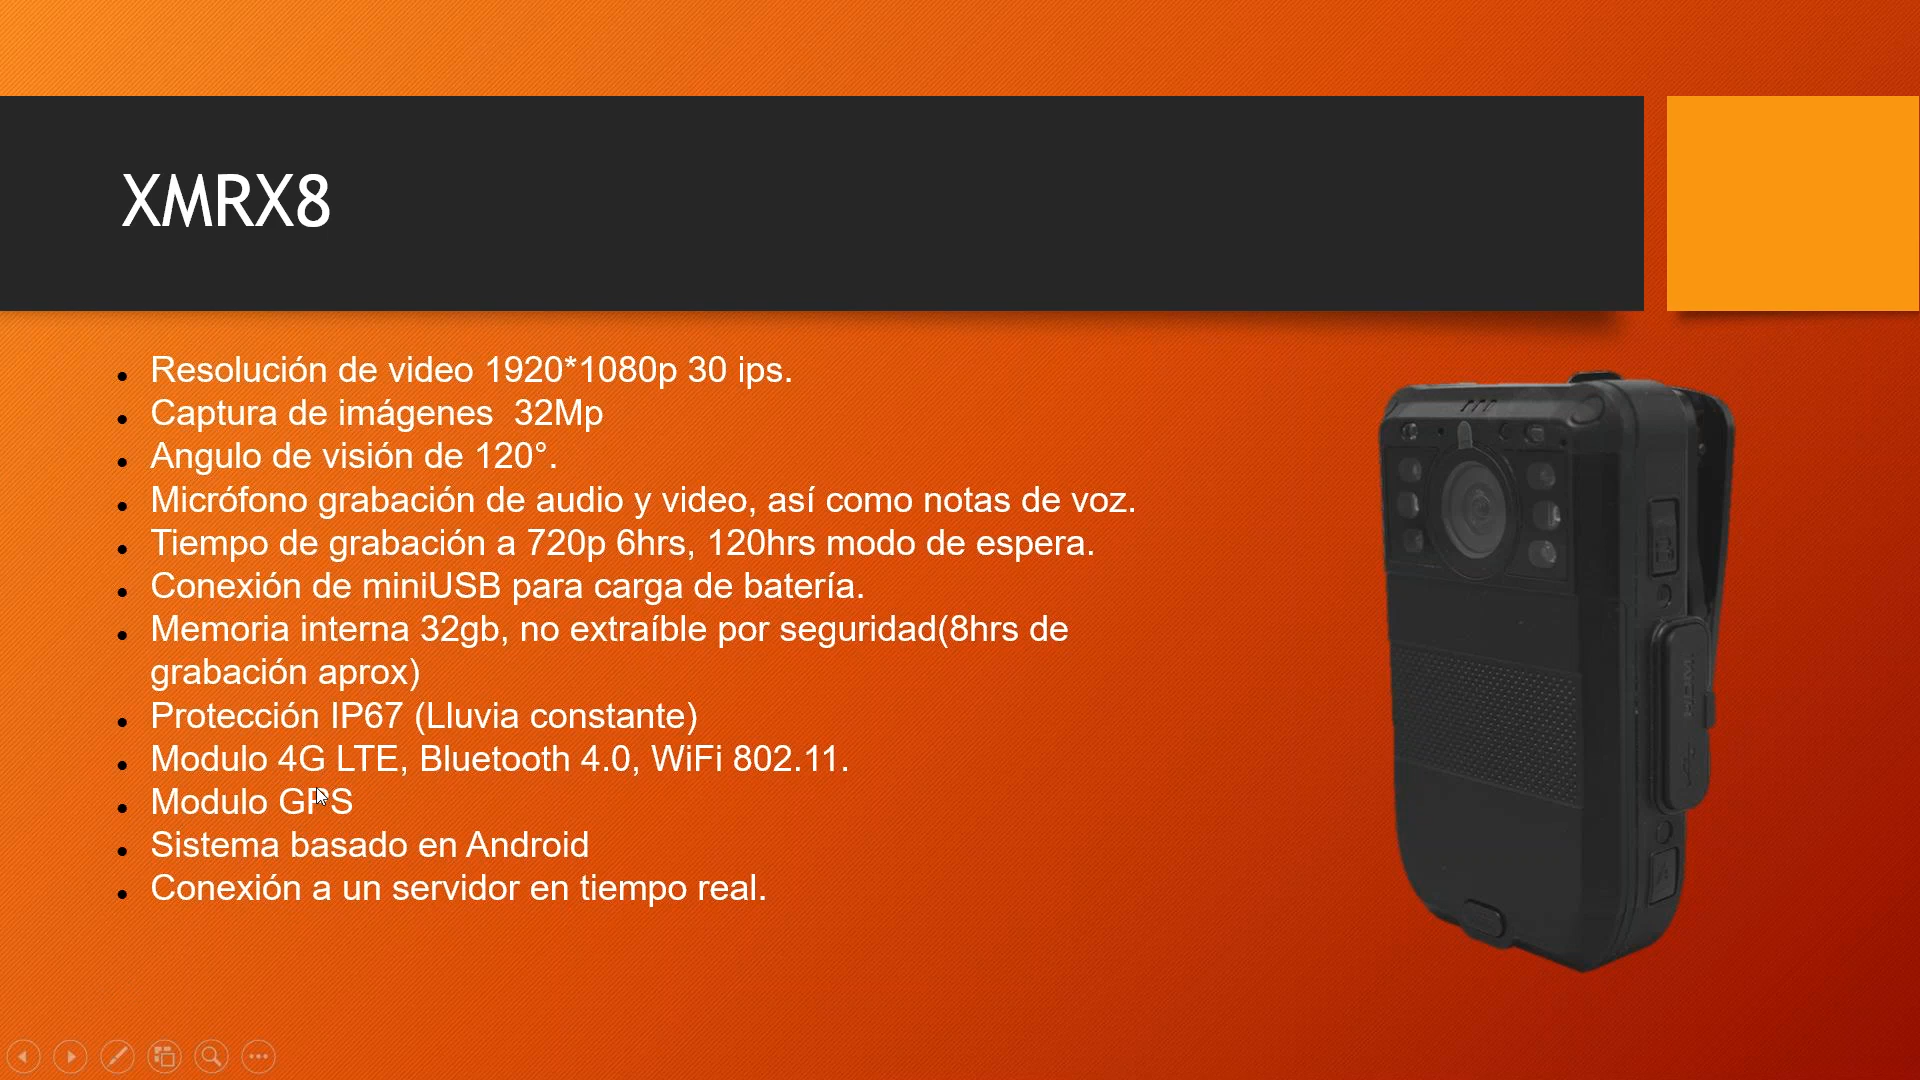 XMRX8
Resolución de video 1920*1080p 30 ips.
Captura de imágenes  32Mp
Angulo de visión de 120°.
Micrófono grabación de audio y video, así como notas de voz.
Tiempo de grabación a 720p 6hrs, 120hrs modo de espera.
Conexión de miniUSB para carga de batería.
Memoria interna 32gb, no extraíble por seguridad(8hrs de
grabación aprox)
Protección IP67 (Lluvia constante)
Modulo 4G LTE, Bluetooth 4.0, WiFi 802.11.
Modulo GPS
Sistema basado en Android
Conexión a un servidor en tiempo real.